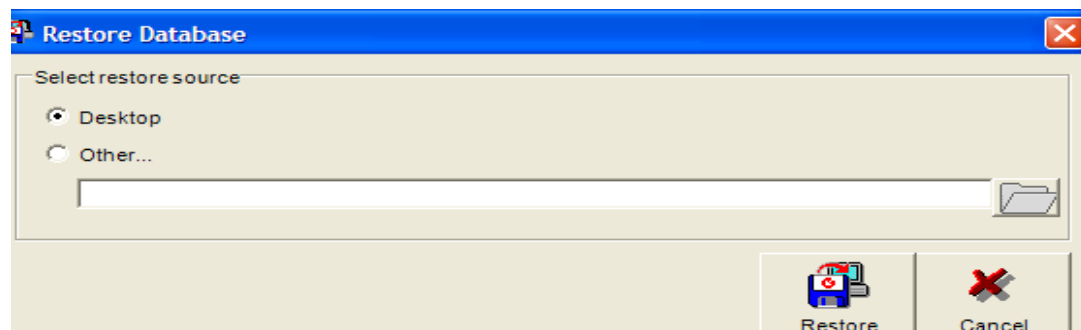 Restore Database
Select restore source
Desktop
Other...
Restore Cancel